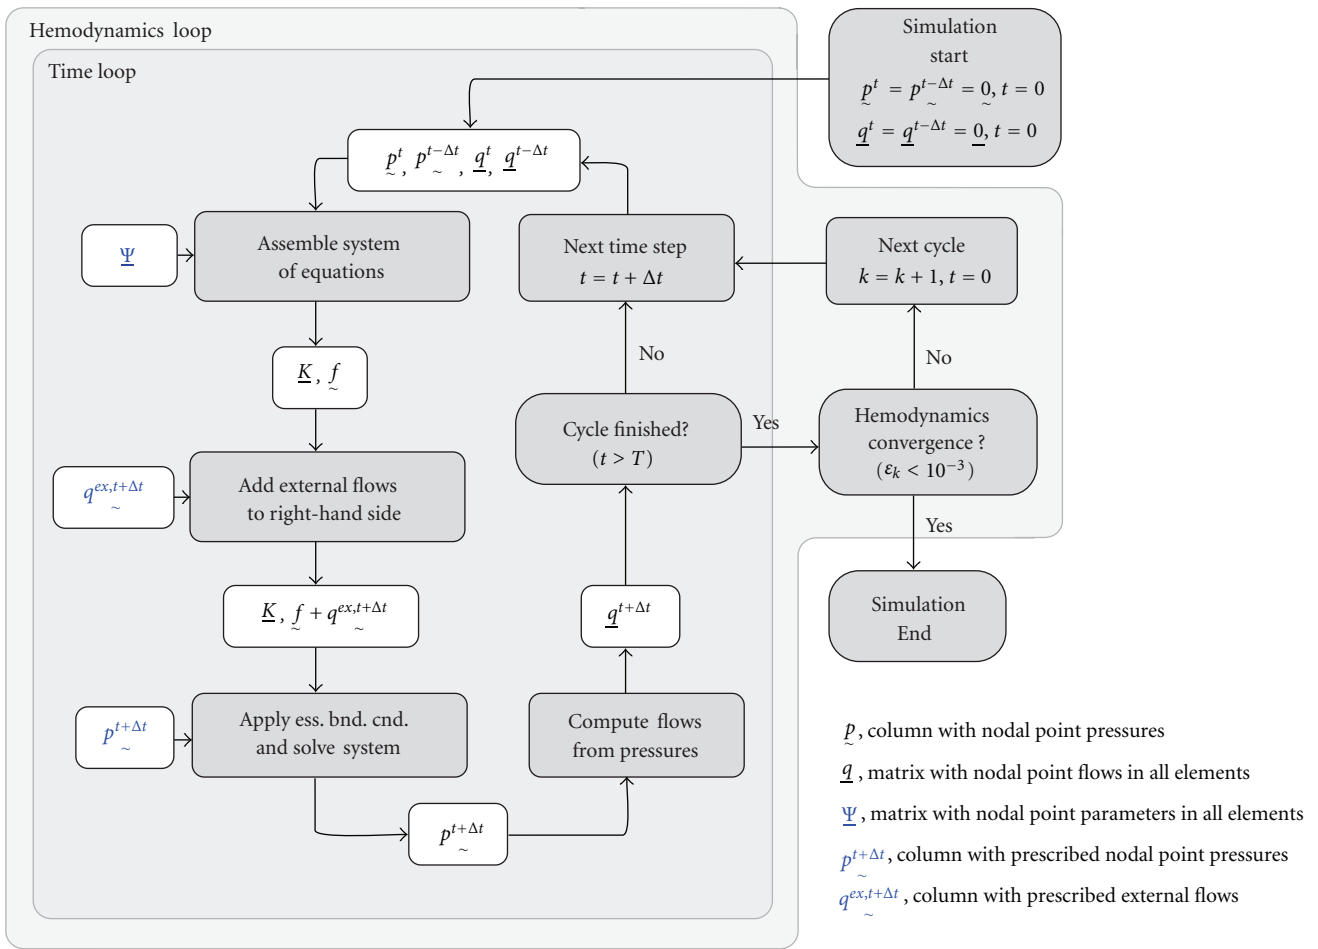 Hemodynamics loop
Time loop
Simulation
start
p̰^t = p̰^{t−Δt} = 0̰, t = 0
q̲^t = q̲^{t−Δt} = 0̲, t = 0
p̰^t, p̰^{t−Δt}, q̲^t, q̲^{t−Δt}
Ψ̲
Assemble system
of equations
Next time step
t = t + Δt
Next cycle
k = k + 1, t = 0
No
No
K̲, f̰
Cycle finished?
(t > T)
Yes
Hemodynamics
convergence ?
(ε_k < 10^{−3})
q̰^{ex,t+Δt}
Add external flows
to right-hand side
Yes
K̲, f̰ + q̰^{ex,t+Δt}
q̲^{t+Δt}
Simulation
End
p̰^{t+Δt}
Apply ess. bnd. cnd.
and solve system
Compute flows
from pressures
p̰^{t+Δt}
p̰, column with nodal point pressures
q̲, matrix with nodal point flows in all elements
Ψ̲, matrix with nodal point parameters in all elements
p̰^{t+Δt}, column with prescribed nodal point pressures
q̰^{ex,t+Δt}, column with prescribed external flows